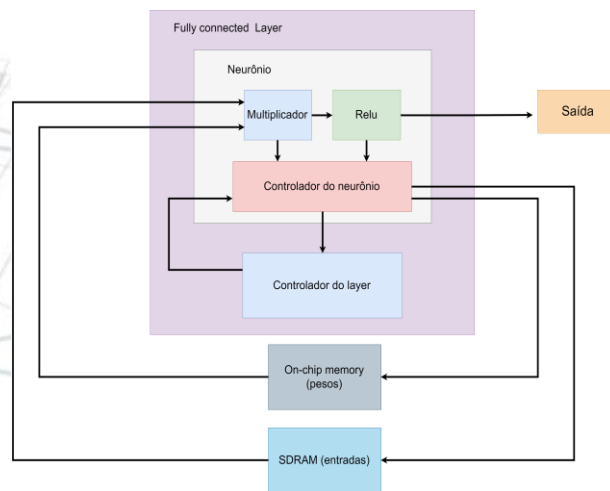 Fully connected Layer
Neurônio
Multiplicador
Relu
Saída
Controlador do neurônio
Controlador do layer
On-chip memory
(pesos)
SDRAM (entradas)